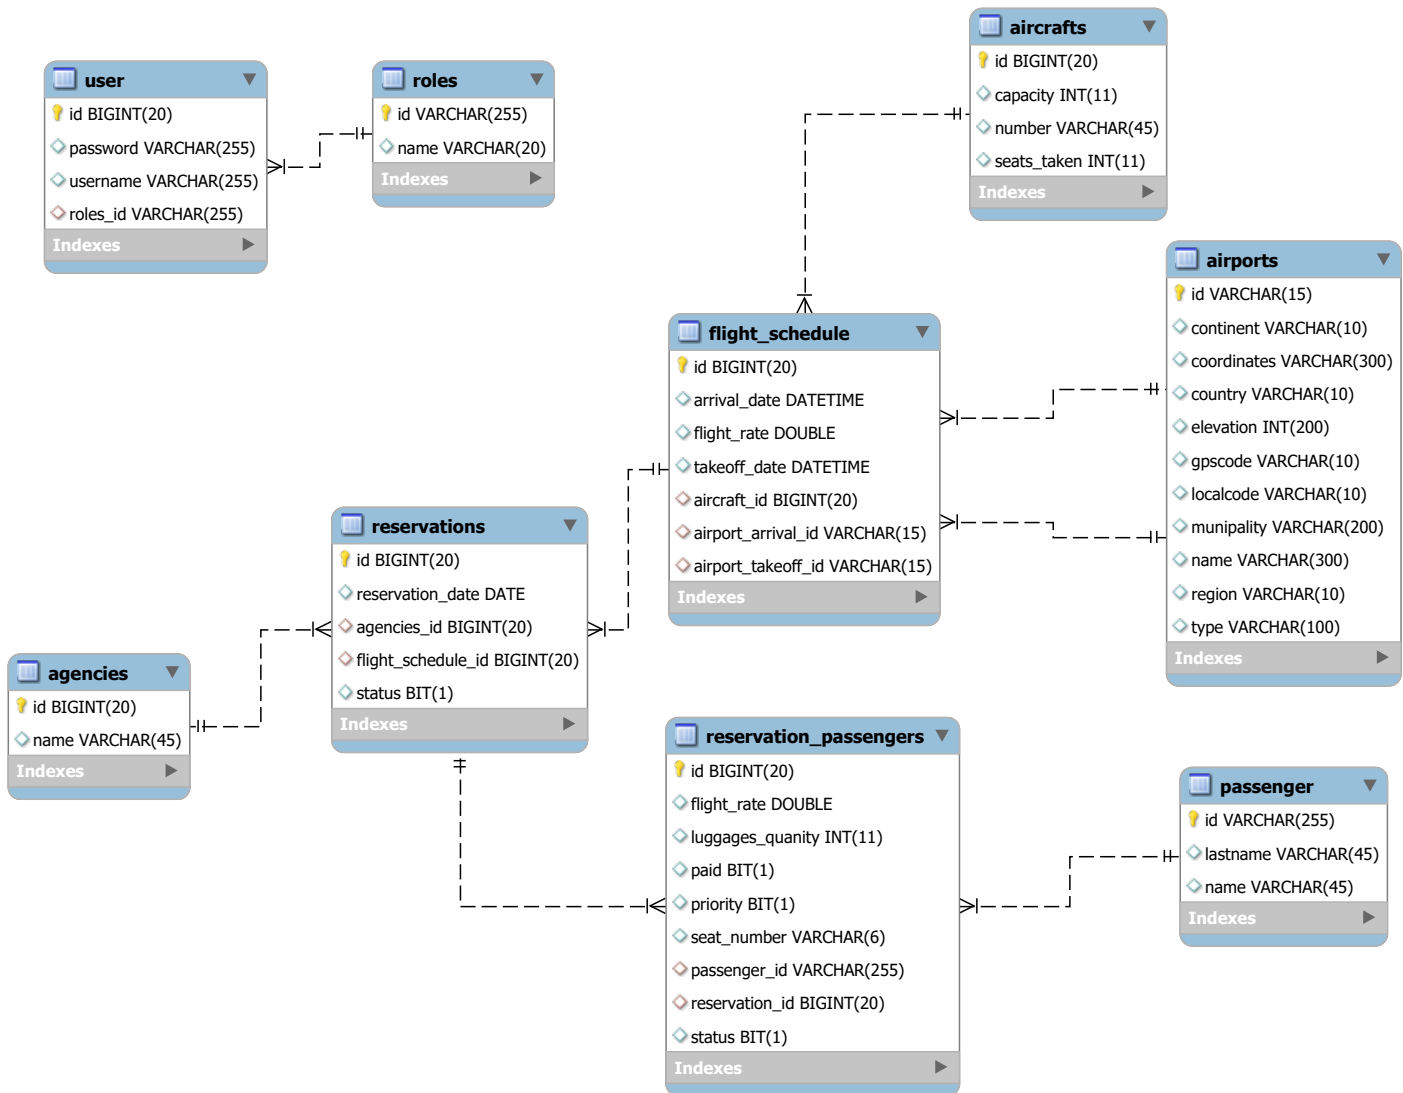 user
id BIGINT(20)
password VARCHAR(255)
username VARCHAR(255)
roles_id VARCHAR(255)
Indexes
roles
id VARCHAR(255)
name VARCHAR(20)
Indexes
aircrafts
id BIGINT(20)
capacity INT(11)
number VARCHAR(45)
seats_taken INT(11)
Indexes
airports
id VARCHAR(15)
continent VARCHAR(10)
coordinates VARCHAR(300)
country VARCHAR(10)
elevation INT(200)
gpscode VARCHAR(10)
localcode VARCHAR(10)
munipality VARCHAR(200)
name VARCHAR(300)
region VARCHAR(10)
type VARCHAR(100)
Indexes
flight_schedule
id BIGINT(20)
arrival_date DATETIME
flight_rate DOUBLE
takeoff_date DATETIME
aircraft_id BIGINT(20)
airport_arrival_id VARCHAR(15)
airport_takeoff_id VARCHAR(15)
Indexes
reservations
id BIGINT(20)
reservation_date DATE
agencies_id BIGINT(20)
flight_schedule_id BIGINT(20)
status BIT(1)
Indexes
agencies
id BIGINT(20)
name VARCHAR(45)
Indexes
reservation_passengers
id BIGINT(20)
flight_rate DOUBLE
luggages_quanity INT(11)
paid BIT(1)
priority BIT(1)
seat_number VARCHAR(6)
passenger_id VARCHAR(255)
reservation_id BIGINT(20)
status BIT(1)
Indexes
passenger
id VARCHAR(255)
lastname VARCHAR(45)
name VARCHAR(45)
Indexes